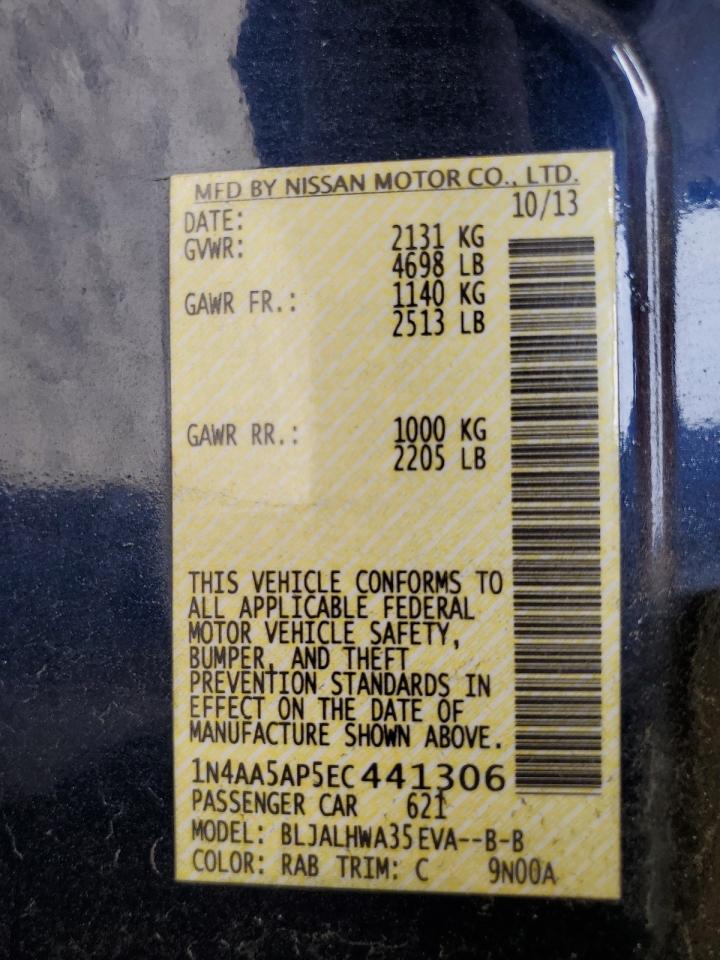 MFD BY NISSAN MOTOR CO., LTD.
DATE: 10/13
GVWR: 2131 KG
4698 LB
GAWR FR.: 1140 KG
2513 LB
GAWR RR.: 1000 KG
2205 LB
THIS VEHICLE CONFORMS TO
ALL APPLICABLE FEDERAL
MOTOR VEHICLE SAFETY,
BUMPER, AND THEFT
PREVENTION STANDARDS IN
EFFECT ON THE DATE OF
MANUFACTURE SHOWN ABOVE.
1N4AA5AP5EC441306
PASSENGER CAR 621
MODEL: BLJALHWA35EVA--B-B
COLOR: RAB TRIM: C 9N00A